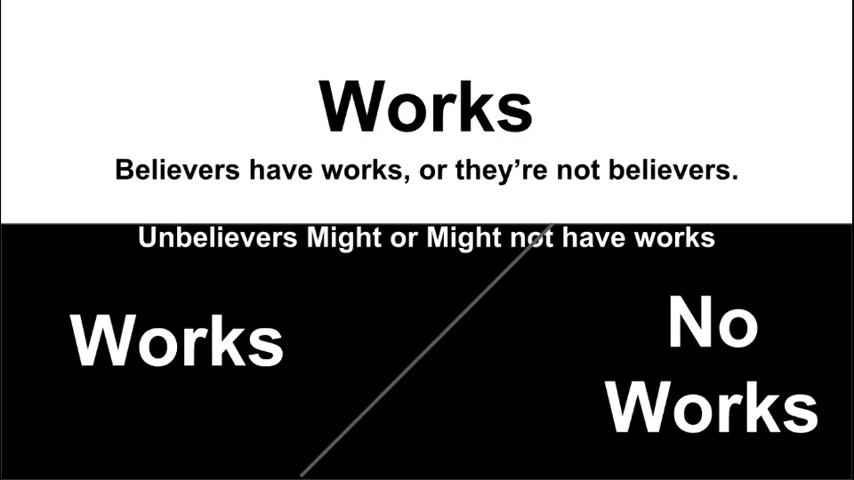 Works
Believers have works, or they’re not believers.
Unbelievers Might or Might not have works
Works
No
Works